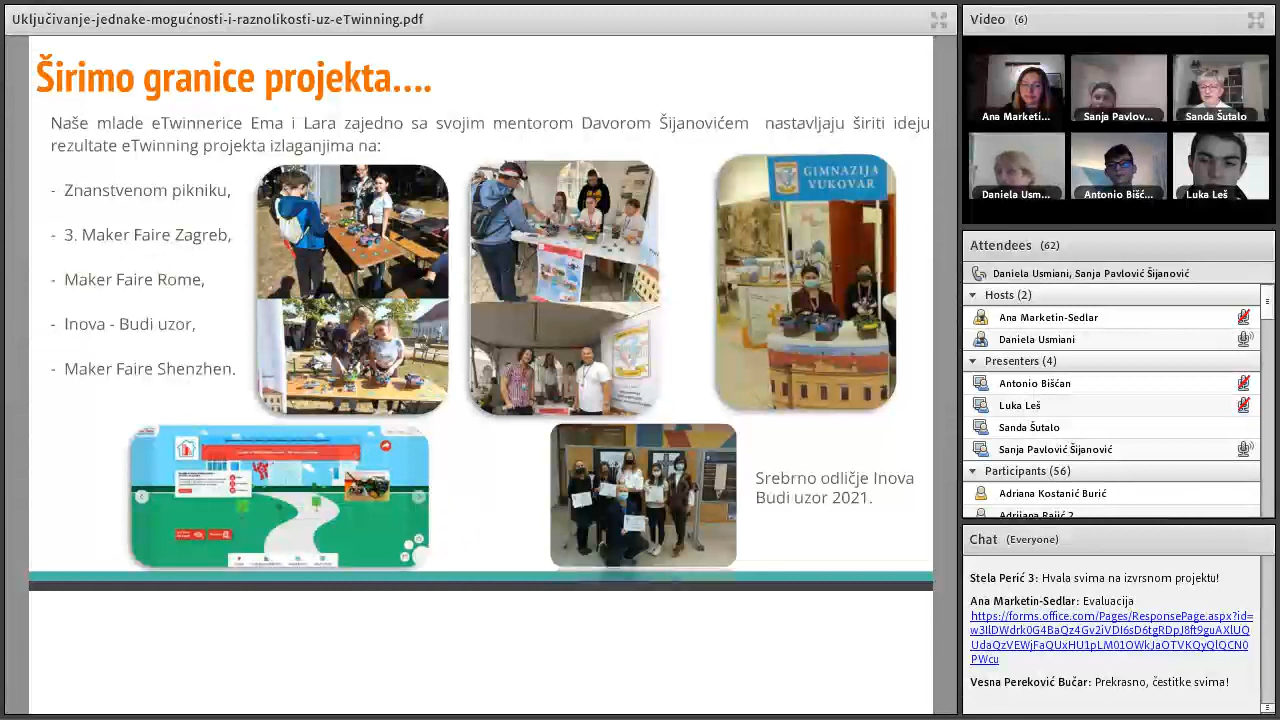 Uključivanje-jednake-mogućnosti-i-raznolikosti-uz-eTwinning.pdf
Širimo granice projekta....
Naše mlade eTwinnerice Ema i Lara zajedno sa svojim mentorom Davorom Šijanovićem nastavljaju širiti ideju
rezultate eTwinning projekta izlaganjima na:
- Znanstvenom pikniku,
- 3. Maker Faire Zagreb,
- Maker Faire Rome,
- Inova - Budi uzor,
- Maker Faire Shenzhen.
GIMNAZIJA
VUKOVAR
Srebrno odličje Inova
Budi uzor 2021.
Video (6)
Ana Marketi...
Sanja Pavlov...
Sanda Šutalo
Daniela Usm...
Antonio Bišć...
Luka Leš
Attendees (62)
Daniela Usmiani, Sanja Pavlović Šijanović
Hosts (2)
Ana Marketin-Sedlar
Daniela Usmiani
Presenters (4)
Antonio Bišćan
Luka Leš
Sanda Šutalo
Sanja Pavlović Šijanović
Participants (56)
Adriana Kostanić Burić
Adrijana Rajić 2
Chat (Everyone)
Stela Perić 3: Hvala svima na izvrsnom projektu!
Ana Marketin-Sedlar: Evaluacija
https://forms.office.com/Pages/ResponsePage.aspx?id=
w3IlDWdrk0G4BaQz4Gv2iVDI6sD6tgRDpJ8ft9guAXlUQ
UdaQzVEWjFaQUxHU1pLM01OWkJaOTVKQyQlQCN0
PWcu
Vesna Pereković Bučar: Prekrasno, čestitke svima!